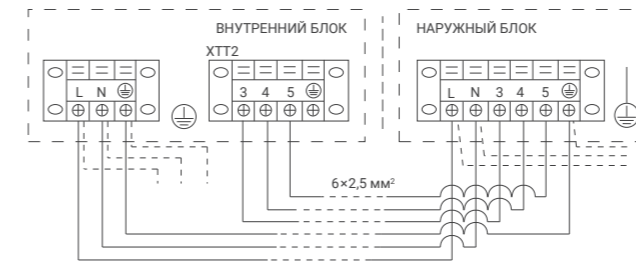 ВНУТРЕННИЙ БЛОК
НАРУЖНЫЙ БЛОК
XTT2
L N
3 4 5
L N 3 4 5
6×2,5 мм²